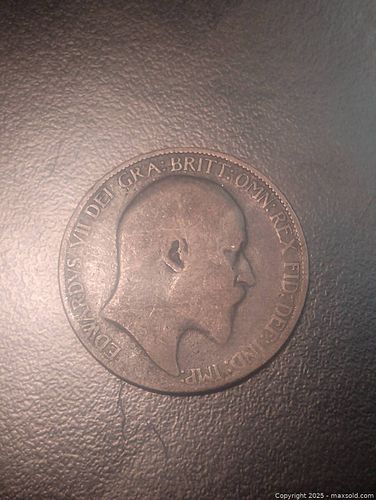 EDWARDVS VII DEI GRA: BRITT: OMN: REX FID: DEF: IND: IMP:
Copyright 2025 - maxsold.com